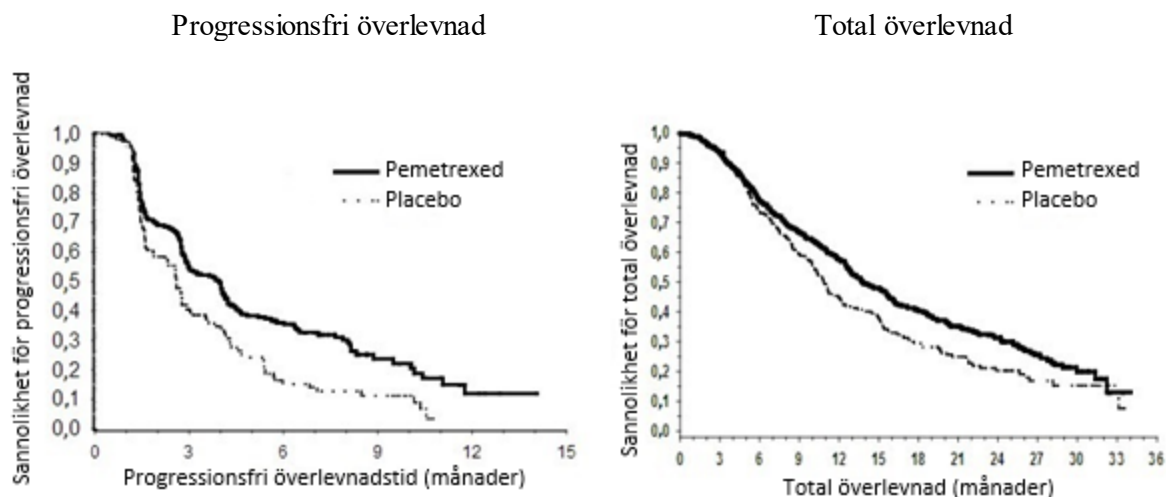 Progressionsfri överlevnad
Sannolikhet för progressionsfri överlevnad
1,0
0,9
0,8
0,7
0,6
0,5
0,4
0,3
0,2
0,1
0,0
Pemetrexed
Placebo
0 3 6 9 12 15
Progressionsfri överlevnadstid (månader)
Total överlevnad
Sannolikhet för total överlevnad
1,0
0,9
0,8
0,7
0,6
0,5
0,4
0,3
0,2
0,1
0,0
Pemetrexed
Placebo
0 3 6 9 12 15 18 21 24 27 30 33 36
Total överlevnad (månader)